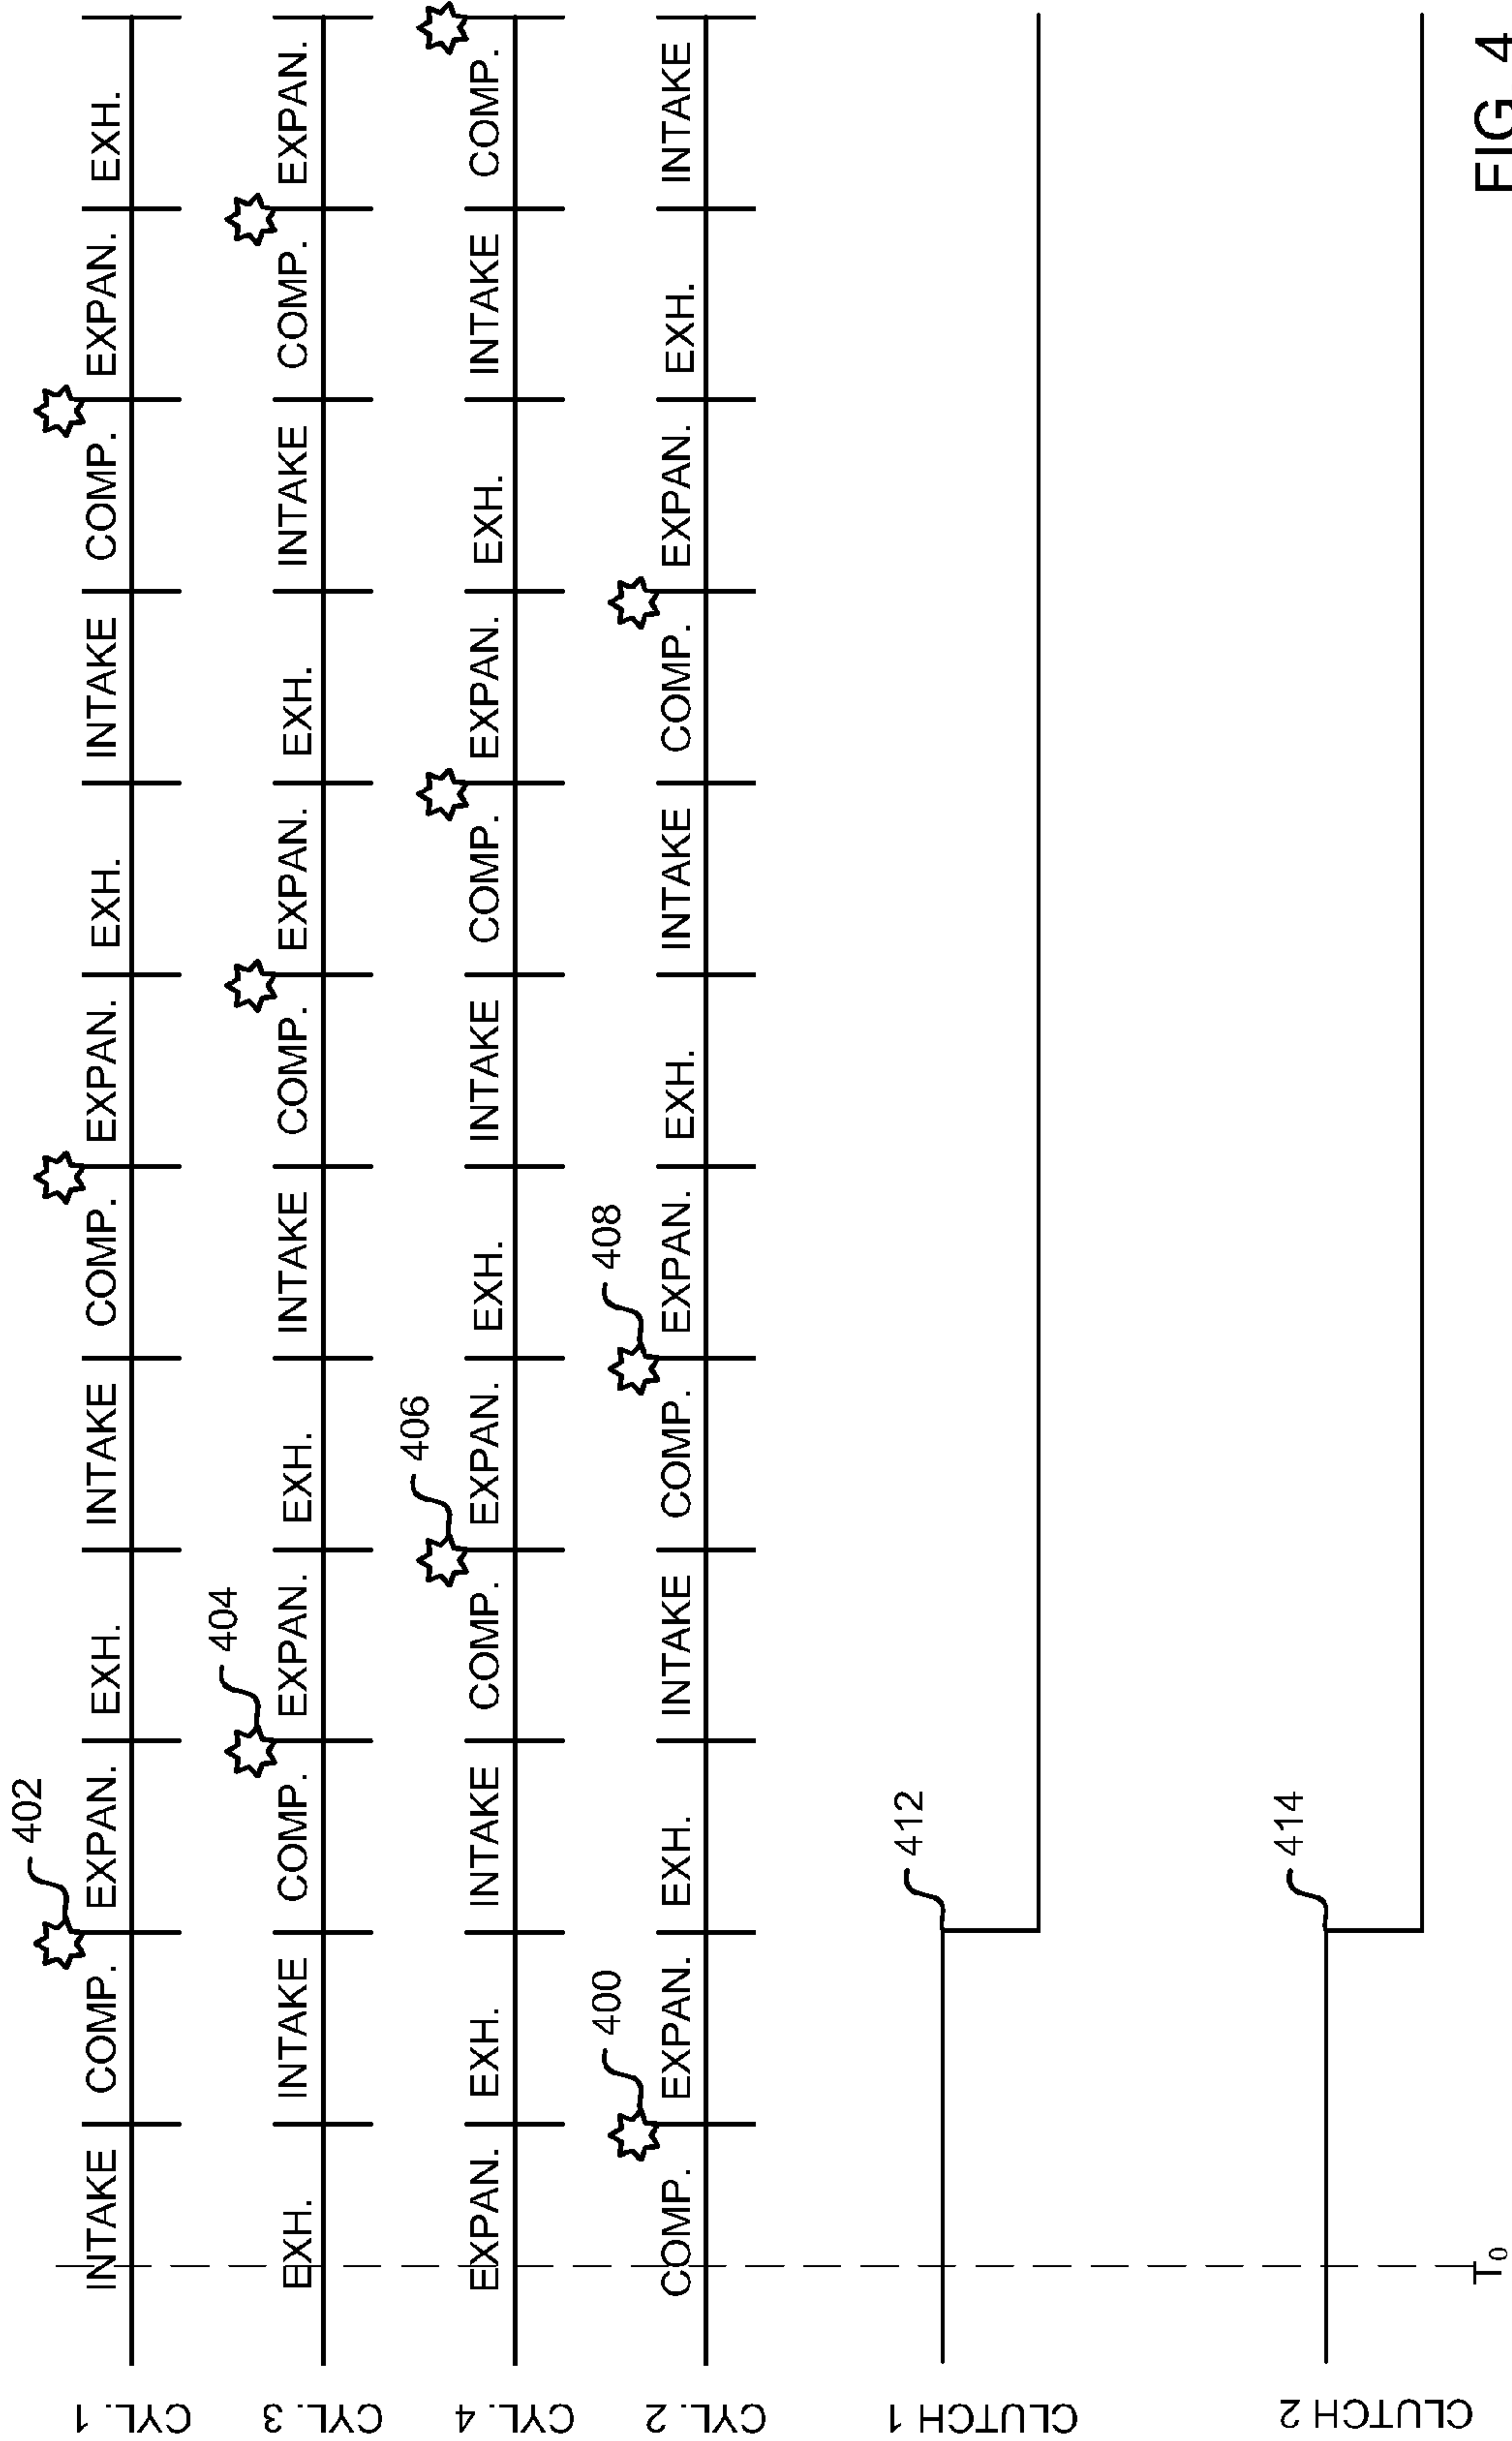 402
CYL. 1 INTAKE COMP. EXPAN. EXH. INTAKE COMP. EXPAN. EXH. INTAKE COMP. EXPAN. EXH.
404
CYL. 3 EXH. INTAKE COMP. EXPAN. EXH. INTAKE COMP. EXPAN. EXH. INTAKE COMP. EXPAN.
406
CYL. 4 EXPAN. EXH. INTAKE COMP. EXPAN. EXH. INTAKE COMP. EXPAN. EXH. INTAKE COMP.
400 408
CYL. 2 COMP. EXPAN. EXH. INTAKE COMP. EXPAN. EXH. INTAKE COMP. EXPAN. EXH. INTAKE
412
CLUTCH 1
414
CLUTCH 2
T0
FIG. 4